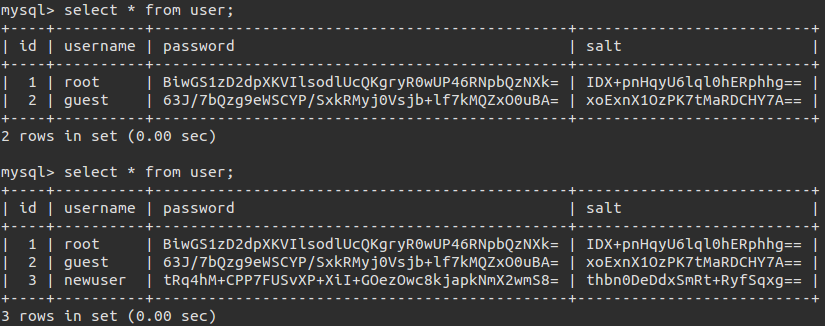 mysql> select * from user;
+----+----------+----------------------------------------------+--------------------------+
| id | username | password                                     | salt                     |
+----+----------+----------------------------------------------+--------------------------+
|  1 | root     | BiwGS1zD2dpXKVIlsodlUcQKgryR0wUP46RNpbQzNXk= | IDX+pnHqyU6lql0hERphhg== |
|  2 | guest    | 63J/7bQzg9eWSCYP/SxkRMyj0Vsjb+lf7kMQZxO0uBA= | xoExnX1OzPK7tMaRDCHY7A== |
+----+----------+----------------------------------------------+--------------------------+
2 rows in set (0.00 sec)
mysql> select * from user;
+----+----------+----------------------------------------------+--------------------------+
| id | username | password                                     | salt                     |
+----+----------+----------------------------------------------+--------------------------+
|  1 | root     | BiwGS1zD2dpXKVIlsodlUcQKgryR0wUP46RNpbQzNXk= | IDX+pnHqyU6lql0hERphhg== |
|  2 | guest    | 63J/7bQzg9eWSCYP/SxkRMyj0Vsjb+lf7kMQZxO0uBA= | xoExnX1OzPK7tMaRDCHY7A== |
|  3 | newuser  | tRq4hM+CPP7FUSvXP+XiI+GOezOwc8kjapkNmX2wmS8= | thbn0DeDdxSmRt+RyfSqxg== |
+----+----------+----------------------------------------------+--------------------------+
3 rows in set (0.00 sec)